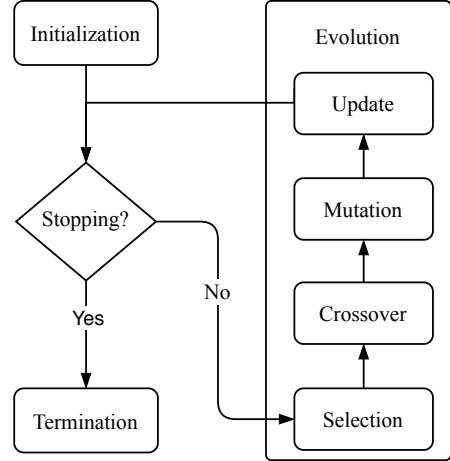 Initialization
Evolution
Update
Mutation
Stopping?
No
Crossover
Yes
Termination
Selection